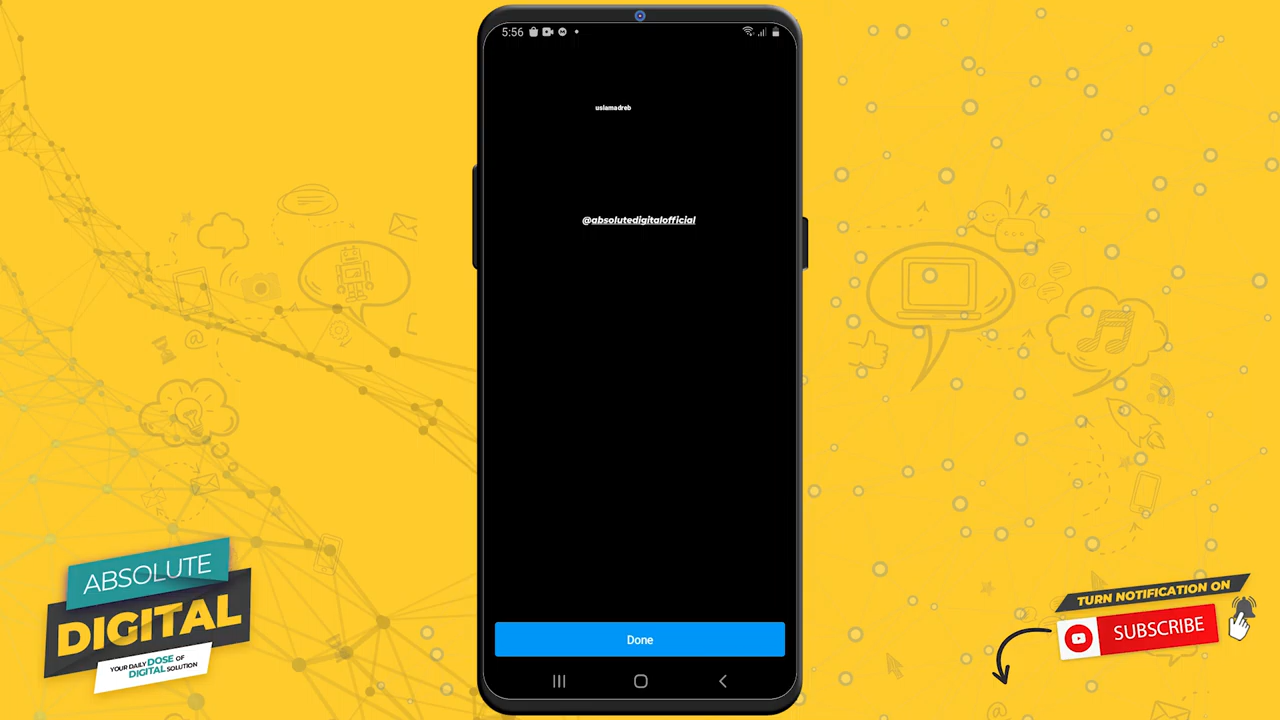 5:56
uslamadreb
@absolutedigitalofficial
Done
ABSOLUTE
DIGITAL
YOUR DAILY DOSE OF
DIGITAL SOLUTION
TURN NOTIFICATION ON
SUBSCRIBE